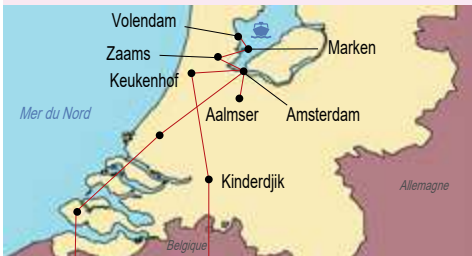 Volendam
Zaams
Marken
Keukenhof
Mer du Nord
Aalmser
Amsterdam
Kinderdjik
Allemagne
Belgique